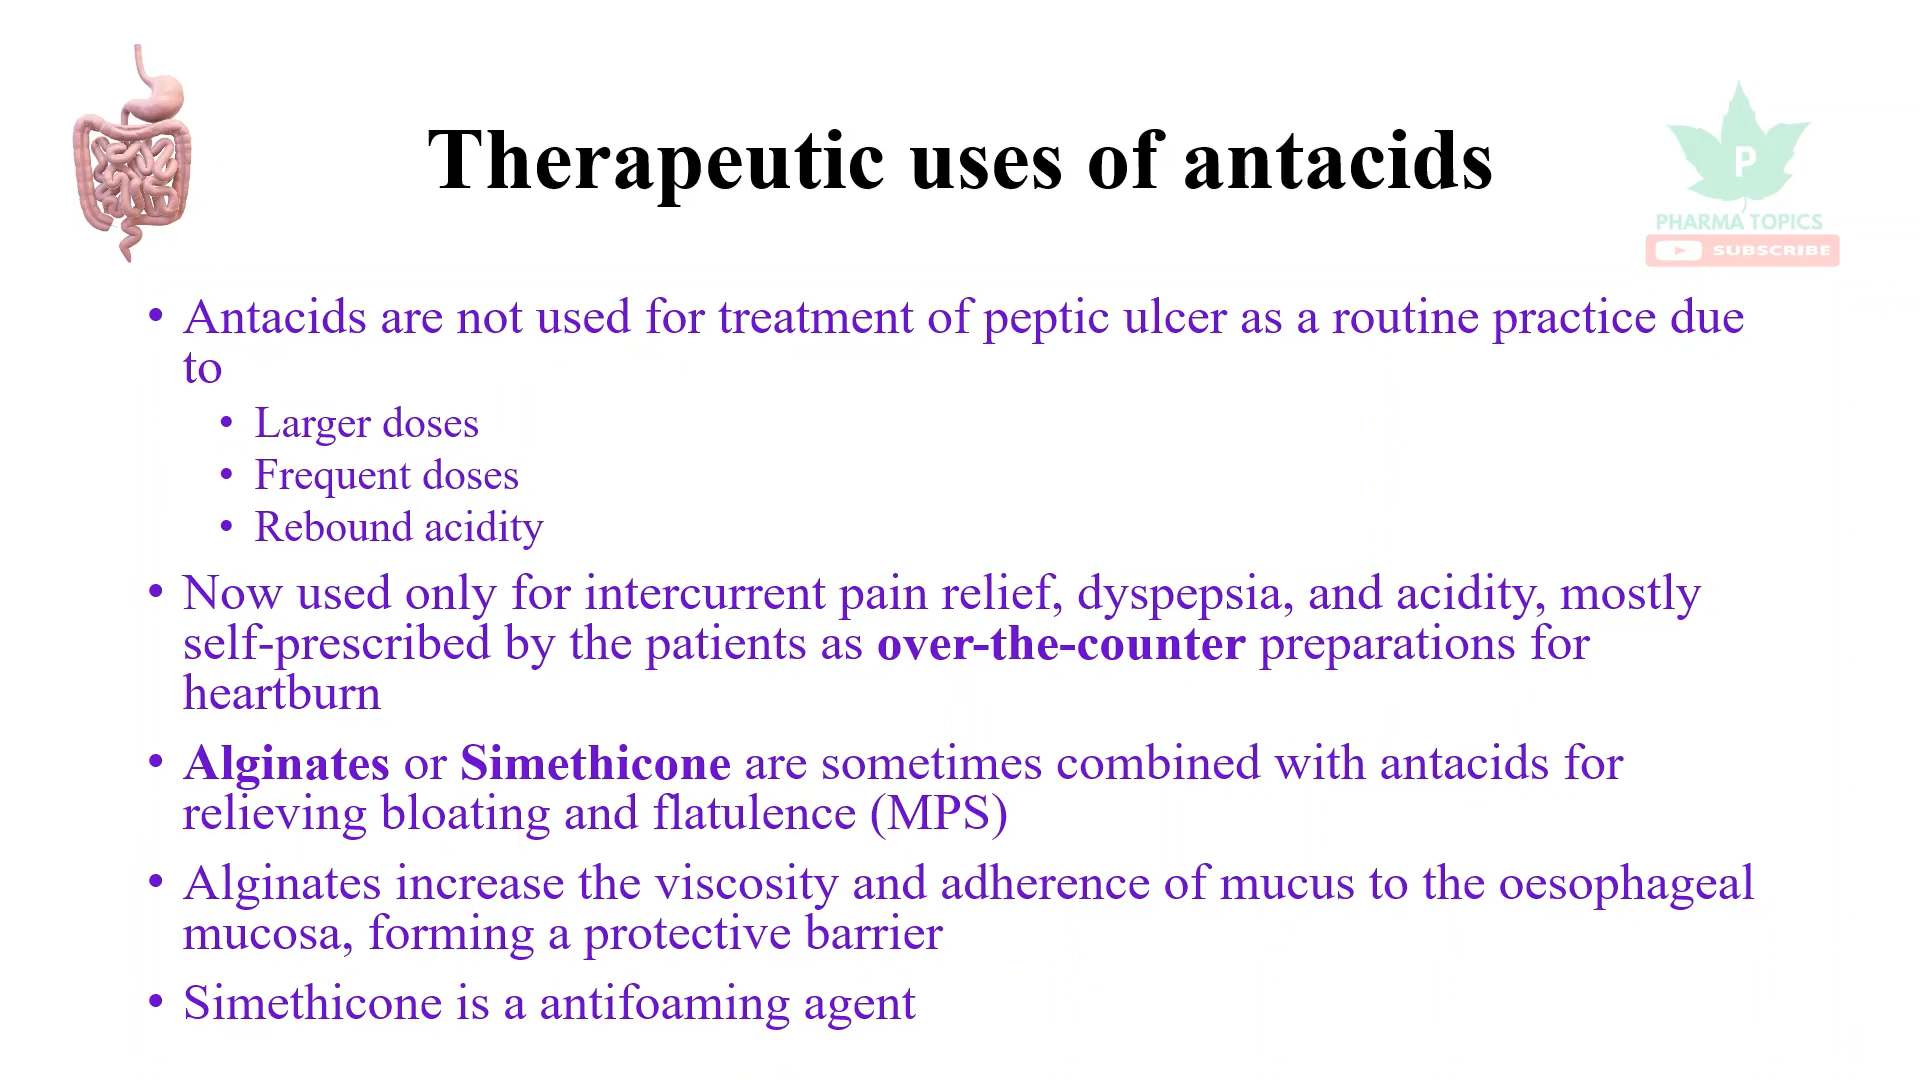 Therapeutic uses of antacids
P
PHARMA TOPICS
SUBSCRIBE
• Antacids are not used for treatment of peptic ulcer as a routine practice due
to
• Larger doses
• Frequent doses
• Rebound acidity
• Now used only for intercurrent pain relief, dyspepsia, and acidity, mostly
self-prescribed by the patients as over-the-counter preparations for
heartburn
• Alginates or Simethicone are sometimes combined with antacids for
relieving bloating and flatulence (MPS)
• Alginates increase the viscosity and adherence of mucus to the oesophageal
mucosa, forming a protective barrier
• Simethicone is a antifoaming agent